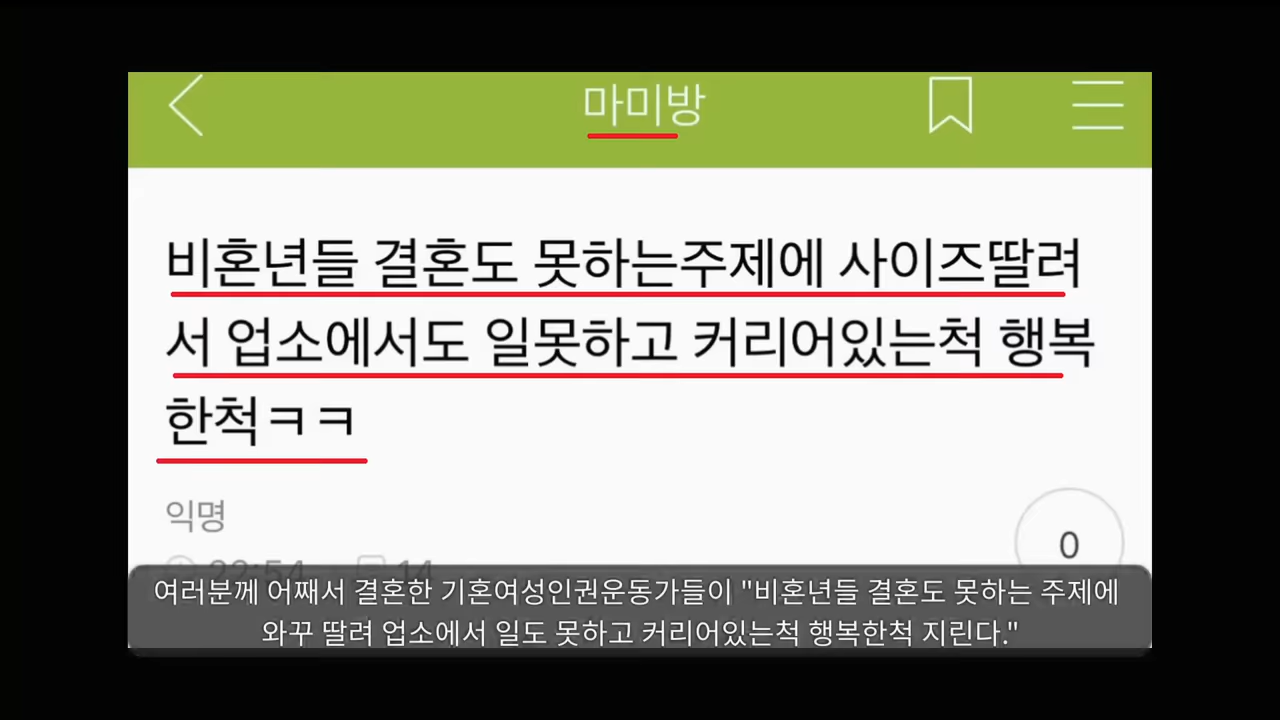 마미방
비혼년들 결혼도 못하는주제에 사이즈딸려
서 업소에서도 일못하고 커리어있는척 행복
한척ㅋㅋ
익명
0
22:54 14
여러분께 어째서 결혼한 기혼여성인권운동가들이 "비혼년들 결혼도 못하는 주제에
와꾸 딸려 업소에서 일도 못하고 커리어있는척 행복한척 지린다."